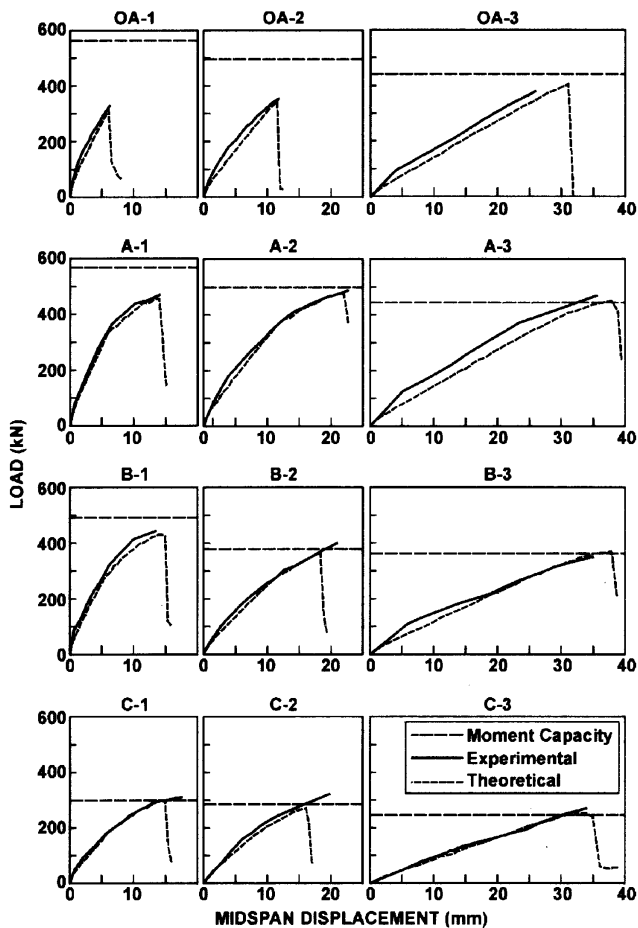 OA-1 OA-2 OA-3
600
400
200
0
0 10 0 10 20 0 10 20 30 40
A-1 A-2 A-3
600
400
200
0
0 10 0 10 20 0 10 20 30 40
B-1 B-2 B-3
600
400
200
0
0 10 0 10 20 0 10 20 30 40
C-1 C-2 C-3
600
400
200
0
0 10 0 10 20 0 10 20 30 40
Moment Capacity
Experimental
Theoretical
LOAD (kN)
MIDSPAN DISPLACEMENT (mm)